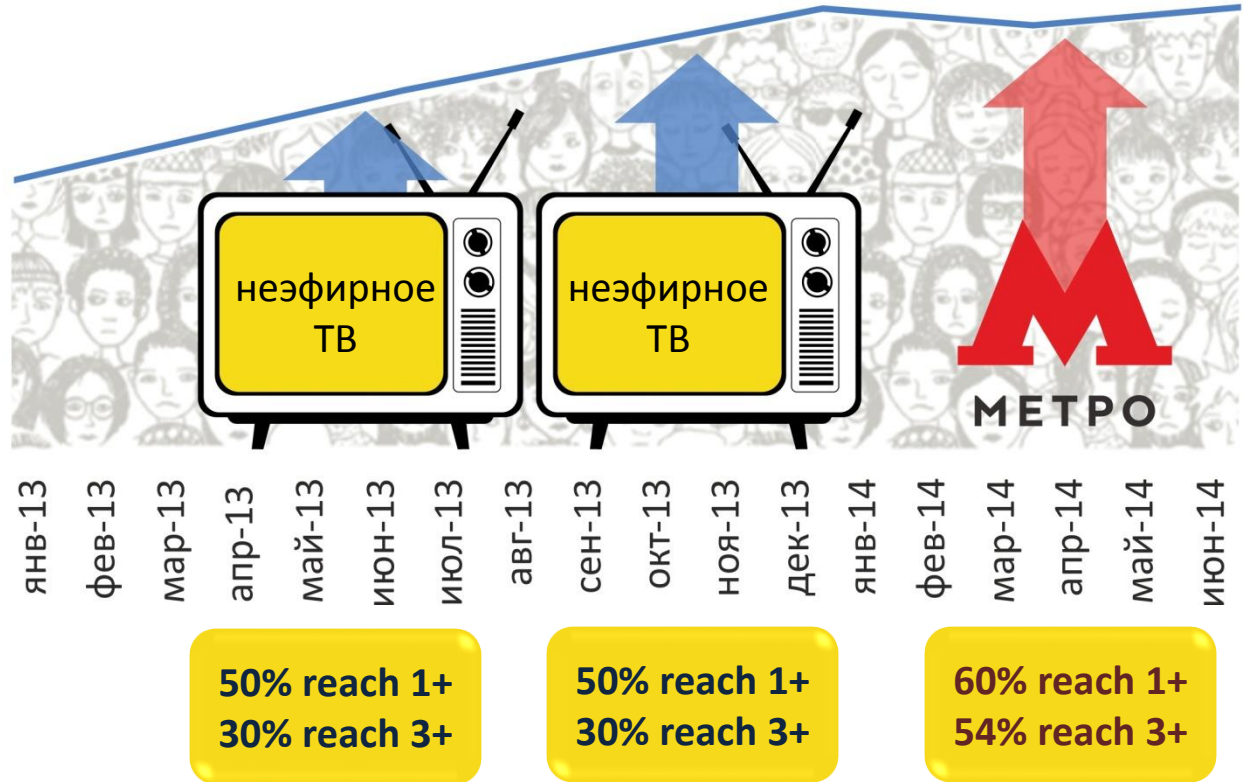 неэфирное
ТВ
неэфирное
ТВ
МЕТРО
янв-13
фев-13
мар-13
апр-13
май-13
июн-13
июл-13
авг-13
сен-13
окт-13
ноя-13
дек-13
янв-14
фев-14
мар-14
апр-14
май-14
июн-14
50% reach 1+
30% reach 3+
50% reach 1+
30% reach 3+
60% reach 1+
54% reach 3+